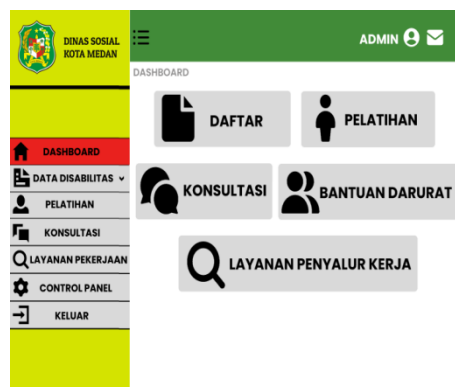 DINAS SOSIAL
KOTA MEDAN
ADMIN
DASHBOARD
DAFTAR
PELATIHAN
KONSULTASI
BANTUAN DARURAT
LAYANAN PENYALUR KERJA
DASHBOARD
DATA DISABILITAS
PELATIHAN
KONSULTASI
LAYANAN PEKERJAAN
CONTROL PANEL
KELUAR